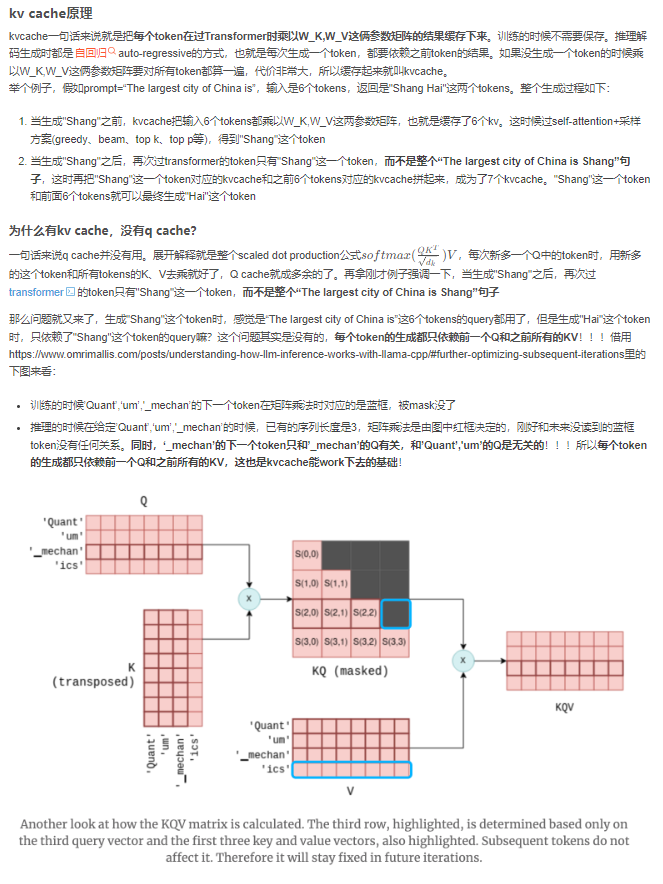 kv cache原理
kvcache一句话来说就是把每个token在过Transformer时乘以W_K,W_V这俩参数矩阵的结果缓存下来。训练的时候不需要保存。推理解
码生成时都是自回归 auto-regressive的方式，也就是每次生成一个token，都要依赖之前token的结果。如果没生成一个token的时候乘
以W_K,W_V这俩参数矩阵要对所有token都算一遍，代价非常大，所以缓存起来就叫kvcache。
举个例子，假如prompt=“The largest city of China is”，输入是6个tokens，返回是"Shang Hai"这两个tokens。整个生成过程如下：
1. 当生成"Shang"之前，kvcache把输入6个tokens都乘以W_K,W_V这两参数矩阵，也就是缓存了6个kv。这时候过self-attention+采样
方案(greedy、beam、top k、top p等)，得到"Shang"这个token
2. 当生成"Shang"之后，再次过transformer的token只有"Shang"这一个token，而不是整个“The largest city of China is Shang”句
子，这时再把"Shang"这一个token对应的kvcache和之前6个tokens对应的kvcache拼起来，成为了7个kvcache。"Shang"这一个token
和前面6个tokens就可以最终生成"Hai"这个token
为什么有kv cache，没有q cache?
一句话来说q cache并没有用。展开解释就是整个scaled dot production公式softmax(QK^T/√d_k)V，每次新多一个Q中的token时，用新多
的这个token和所有tokens的K、V去乘就好了，Q cache就成多余的了。再拿刚才例子强调一下，当生成"Shang"之后，再次过
transformer 的token只有"Shang"这一个token，而不是整个“The largest city of China is Shang”句子
那么问题就又来了，生成"Shang"这个token时，感觉是“The largest city of China is”这6个tokens的query都用了，但是生成"Hai"这个token
时，只依赖了"Shang"这个token的query嘛？这个问题其实是没有的，每个token的生成都只依赖前一个Q和之前所有的KV！！！借用
https://www.omrimallis.com/posts/understanding-how-llm-inference-works-with-llama-cpp/#further-optimizing-subsequent-iterations里的
下图来看：
• 训练的时候‘Quant’,‘um’,'_mechan’的下一个token在矩阵乘法时对应的是蓝框，被mask没了
• 推理的时候在给定‘Quant’,‘um’,'_mechan’的时候，已有的序列长度是3，矩阵乘法是由图中红框决定的，刚好和未来没读到的蓝框
token没有任何关系。同时，‘_mechan’的下一个token只和’_mechan’的Q有关，和‘Quant’,‘um’的Q是无关的！！！所以每个token
的生成都只依赖前一个Q和之前所有的KV，这也是kvcache能work下去的基础！
Q
'Quant'
'um'
'_mechan'
'ics'
K
(transposed)
'Quant'
'um'
'_mechan'
'ics'
X
S(0,0)
S(1,0) S(1,1)
S(2,0) S(2,1) S(2,2)
S(3,0) S(3,1) S(3,2) S(3,3)
KQ (masked)
'Quant'
'um'
'_mechan'
'ics'
V
X
KQV
Another look at how the KQV matrix is calculated. The third row, highlighted, is determined based only on
the third query vector and the first three key and value vectors, also highlighted. Subsequent tokens do not
affect it. Therefore it will stay fixed in future iterations.